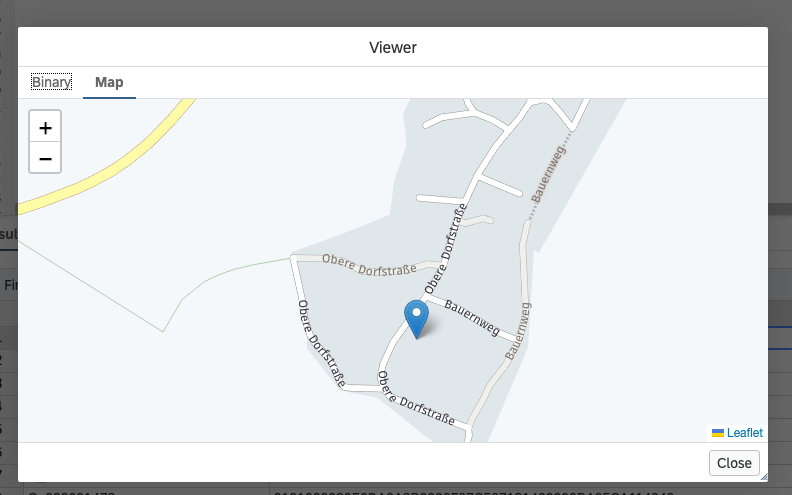 Viewer
Binary
Map
+
−
Bauernweg
Obere Dorfstraße
Obere Dorfstraße
Bauernweg
Obere Dorfstraße
Bauernweg
Obere Dorfstraße
Leaflet
Close